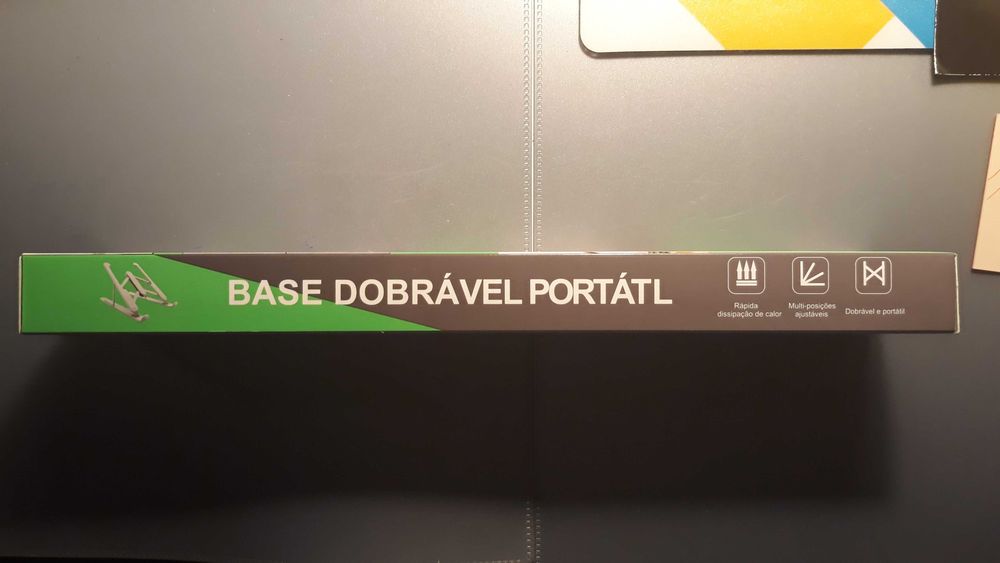 BASE DOBRÁVEL PORTÁTL
Rápida
dissipação de calor
Multi-posições
ajustáveis
Dobrável e portátil